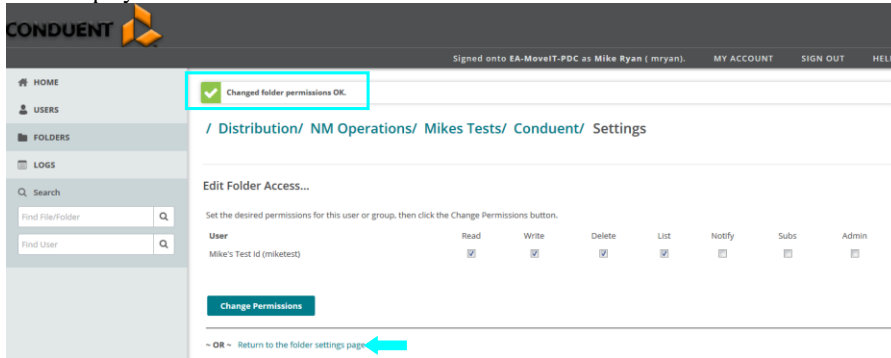 CONDUENT
Signed onto EA-MoveIT-PDC as Mike Ryan ( mryan). MY ACCOUNT SIGN OUT
HOME
USERS
FOLDERS
LOGS
Search
Find File/Folder
Find User
Changed folder permissions OK.
/ Distribution/ NM Operations/ Mikes Tests/ Conduent/ Settings
Edit Folder Access...
Set the desired permissions for this user or group, then click the Change Permissions button.
User Read Write Delete List Notify Subs Admin
Mike's Test Id (miketest)
Change Permissions
~ OR ~ Return to the folder settings page